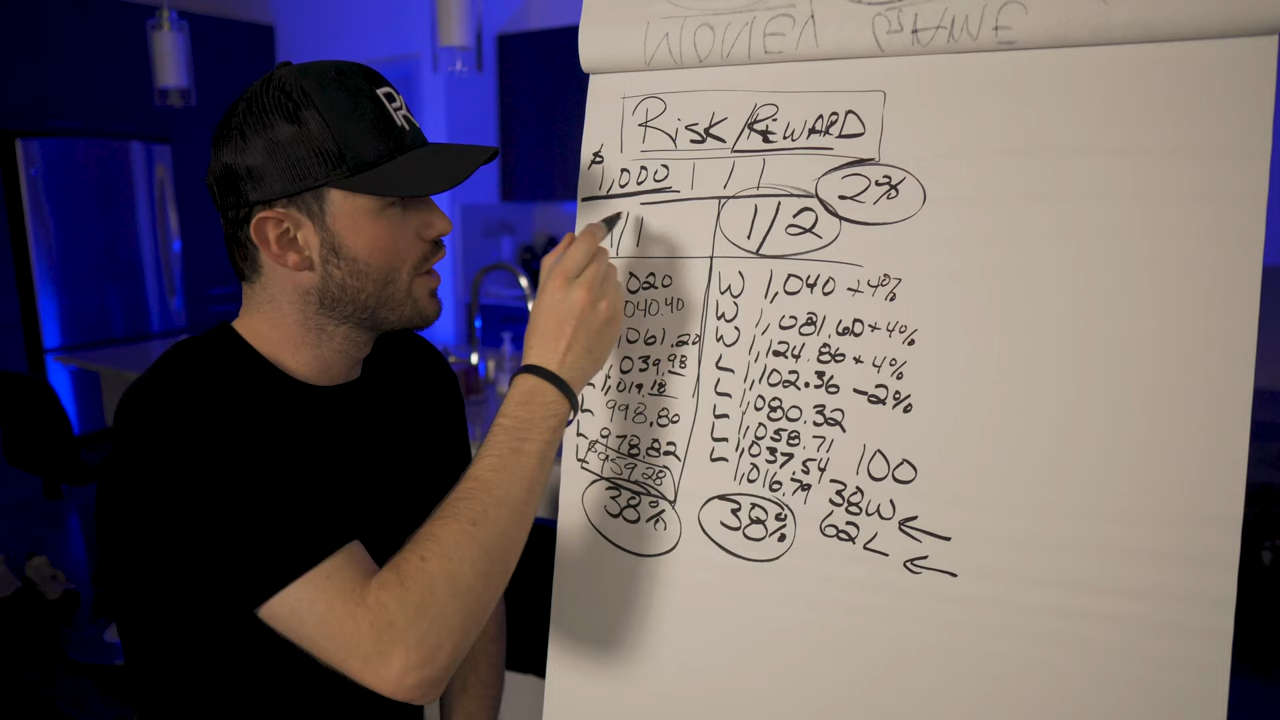 MONEY GAME
RISK/REWARD
$1,000 1/1 2%
1/1 1/2
020 W 1,040 +4%
040.40 W 1,081.60 +4%
,061.20 W 1,124.86 + 4%
,039.98 L 1,102.36 -2%
L 1,019.18 L 1,080.32
L 998.80 L 1,058.71
L 978.82 L 1,037.54 100
L $959.28 1,016.79 38W
38% 38% 62L